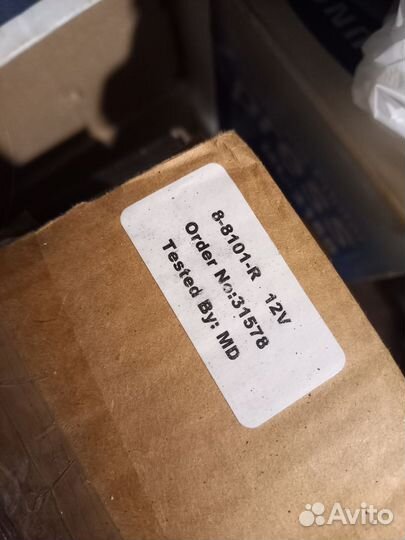 8-8101-R 12V
Order No:31578
Tested By: MD
Avito